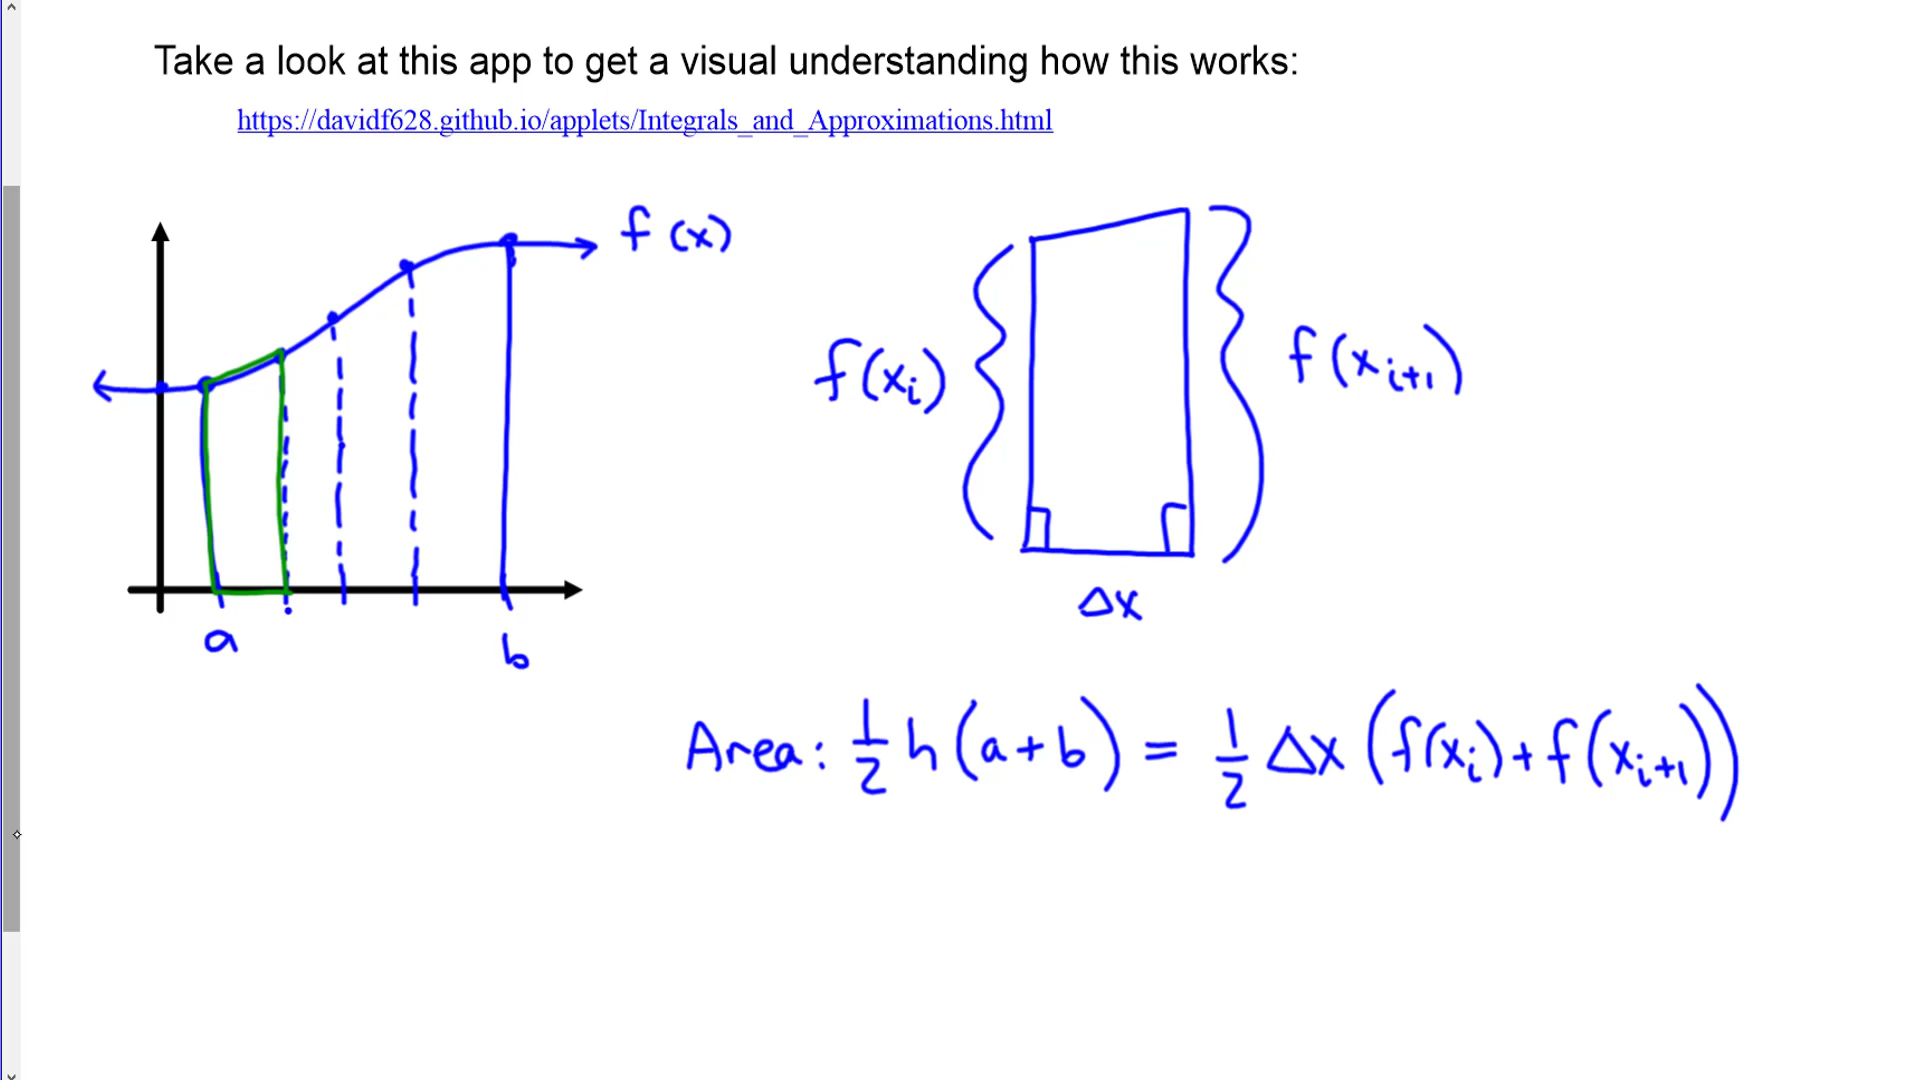 Take a look at this app to get a visual understanding how this works:
https://davidf628.github.io/applets/Integrals_and_Approximations.html
f(x)
f(xᵢ)
f(xᵢ₊₁)
Δx
a
b
Area: ½ h(a+b) = ½ Δx (f(xᵢ)+f(xᵢ₊₁))